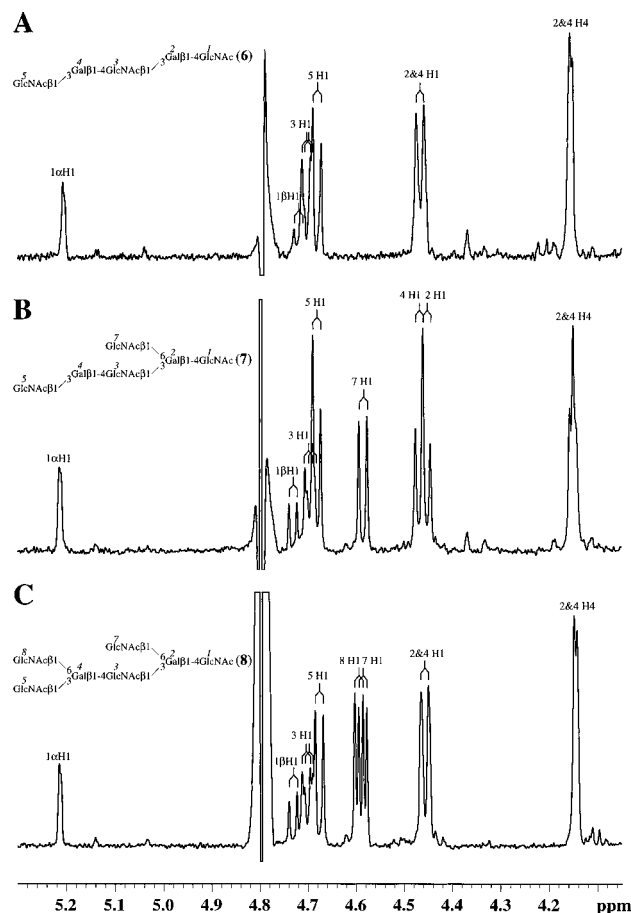 A
5 4 3 2 1
GlcNAcβ1 3 Galβ1-4GlcNAcβ1 3 Galβ1-4GlcNAc (6)
1αH1
1βH1
3 H1
5 H1
2&4 H1
2&4 H4
B
7
GlcNAcβ1 6
5 4 3 2 1
GlcNAcβ1 3 Galβ1-4GlcNAcβ1 3 Galβ1-4GlcNAc (7)
1αH1
1βH1
3 H1
5 H1
7 H1
4 H1 2 H1
2&4 H4
C
8 7
GlcNAcβ1 6 GlcNAcβ1 6
5 4 3 2 1
GlcNAcβ1 3 Galβ1-4GlcNAcβ1 3 Galβ1-4GlcNAc (8)
1αH1
1βH1
3 H1
5 H1
8 H1 7 H1
2&4 H1
2&4 H4
5.2 5.1 5.0 4.9 4.8 4.7 4.6 4.5 4.4 4.3 4.2 ppm